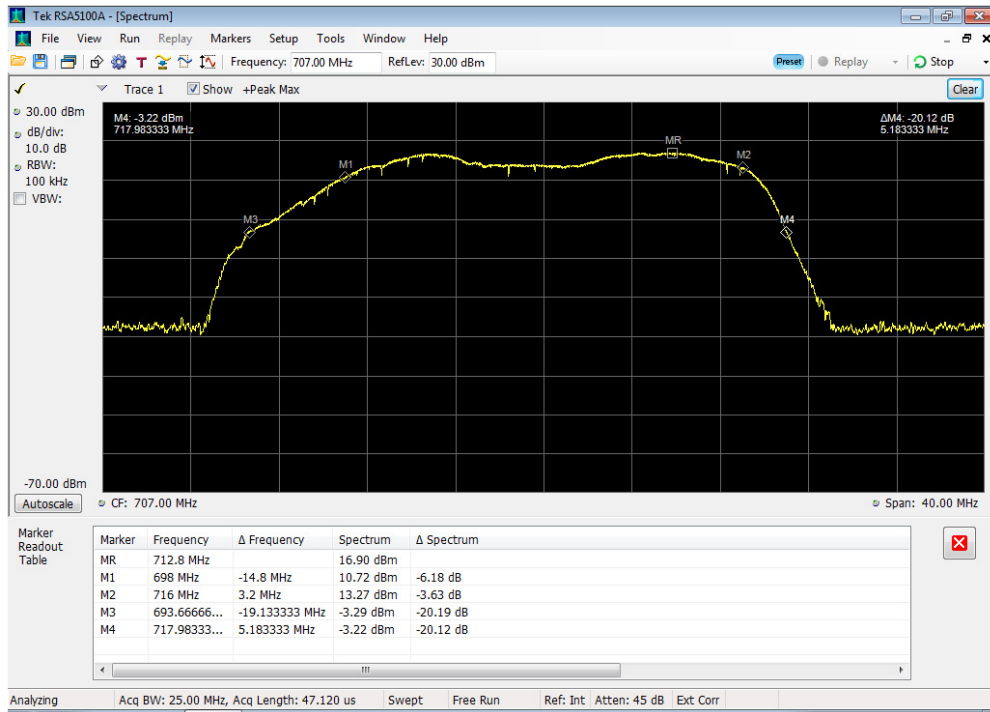 Tek RSA5100A - [Spectrum]
File View Run Replay Markers Setup Tools Window Help
T Frequency: 707.00 MHz RefLev: 30.00 dBm Preset Replay Stop
Trace 1 Show +Peak Max Clear
30.00 dBm
dB/div:
10.0 dB
RBW:
100 kHz
VBW:
M4: -3.22 dBm
717.983333 MHz
ΔM4: -20.12 dB
5.183333 MHz
MR
M1
M2
M3
M4
-70.00 dBm
Autoscale CF: 707.00 MHz Span: 40.00 MHz
Marker
Readout
Table
Marker Frequency Δ Frequency Spectrum Δ Spectrum
MR 712.8 MHz 16.90 dBm
M1 698 MHz -14.8 MHz 10.72 dBm -6.18 dB
M2 716 MHz 3.2 MHz 13.27 dBm -3.63 dB
M3 693.66666... -19.133333 MHz -3.29 dBm -20.19 dB
M4 717.98333... 5.183333 MHz -3.22 dBm -20.12 dB
Analyzing Acq BW: 25.00 MHz, Acq Length: 47.120 us Swept Free Run Ref: Int Atten: 45 dB Ext Corr